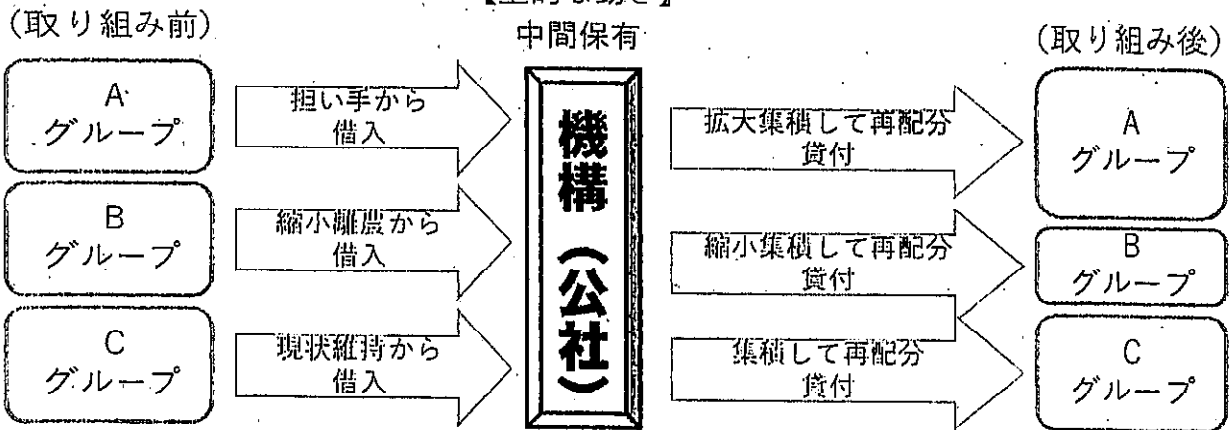 (取り組み前)
中間保有
(取り組み後)
A
グループ
担い手から
借入
機構(公社)
拡大集積して再配分
貸付
A
グループ
B
グループ
縮小離農から
借入
縮小集積して再配分
貸付
B
グループ
C
グループ
現状維持から
借入
集積して再配分
貸付
C
グループ